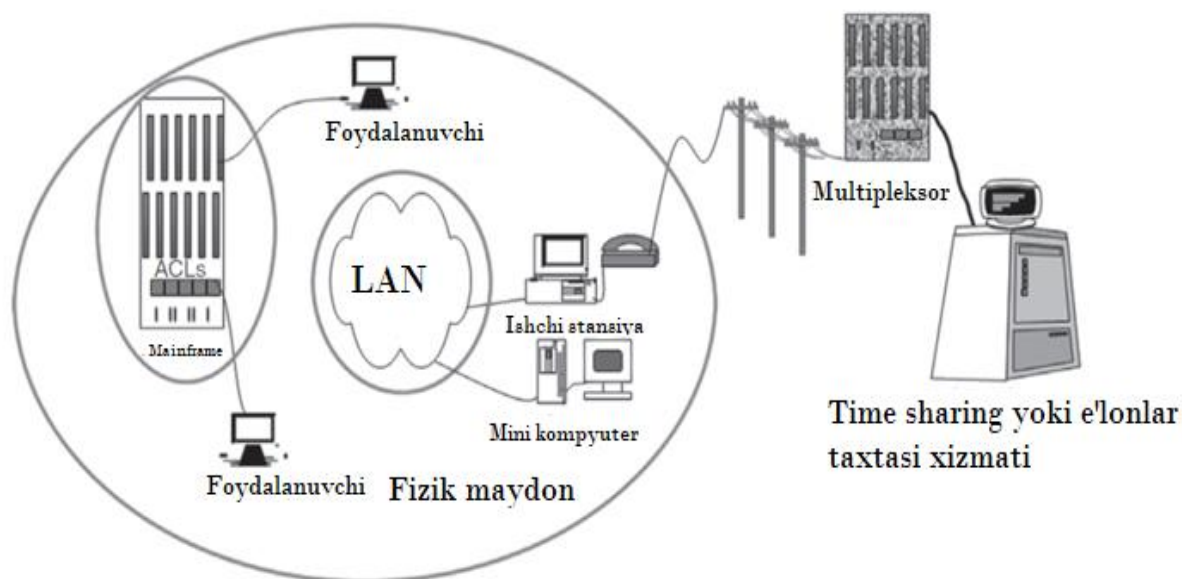 Foydalanuvchi
ACLs
Mainframe
LAN
Ishchi stansiya
Mini kompyuter
Foydalanuvchi
Fizik maydon
Multipleksor
Time sharing yoki e'lonlar
taxtasi xizmati